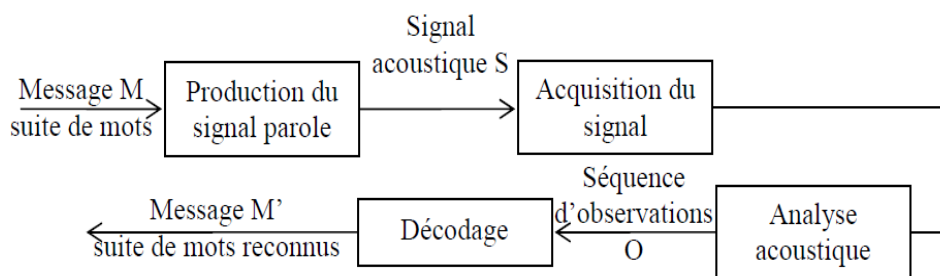 Message M
suite de mots
Production du
signal parole
Signal
acoustique S
Acquisition du
signal
Message M’
suite de mots reconnus
Décodage
Séquence
d’observations
O
Analyse
acoustique